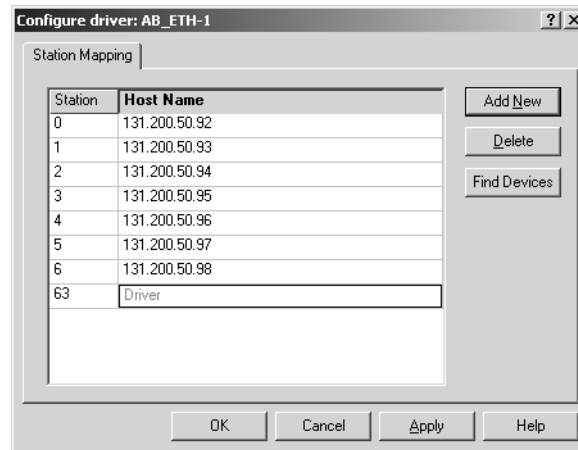 Configure driver: AB_ETH-1
Station Mapping
Station Host Name
0 131.200.50.92
1 131.200.50.93
2 131.200.50.94
3 131.200.50.95
4 131.200.50.96
5 131.200.50.97
6 131.200.50.98
63 Driver
Add New
Delete
Find Devices
OK Cancel Apply Help